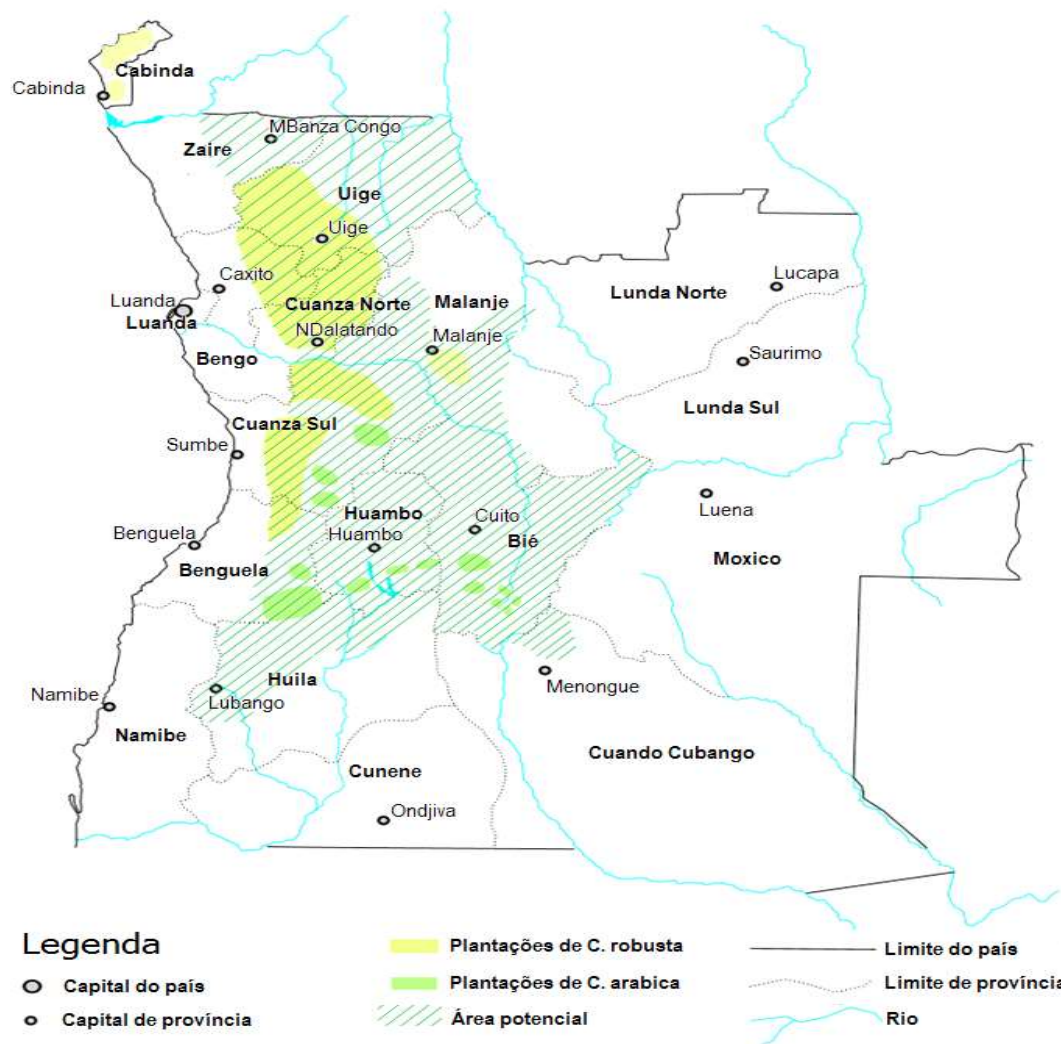 Cabinda
Cabinda
MBanza Congo
Zaire
Uige
Uige
Caxito
Lucapa
Luanda
Cuanza Norte
Malanje
Lunda Norte
Luanda
NDalatando
Malanje
Bengo
Saurimo
Lunda Sul
Cuanza Sul
Sumbe
Luena
Huambo
Cuito
Benguela
Huambo
Bié
Moxico
Benguela
Huila
Menongue
Namibe
Lubango
Namibe
Cuando Cubango
Cunene
Ondjiva
Legenda
Capital do país
Capital de província
Plantações de C. robusta
Plantações de C. arabica
Área potencial
Limite do país
Limite de província
Rio